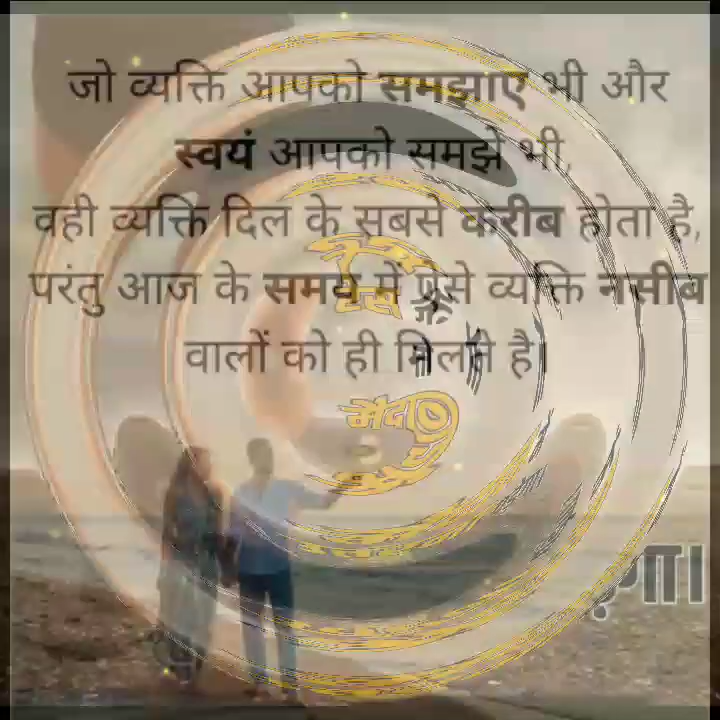 जो व्यक्ति आपको समझाए भी और
स्वयं आपको समझे भी,
वही व्यक्ति दिल के सबसे करीब होता है,
परंतु आज के समय में ऐसे व्यक्ति नसीब
वालों को ही मिलते है।